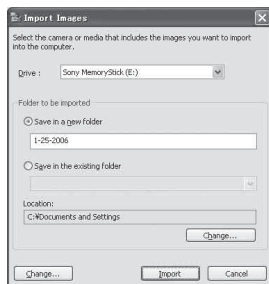 Import Images
Select the camera or media that includes the images you want to import
into the computer.
Drive :
Sony MemoryStick (E:)
Folder to be imported
Save in a new folder
1-25-2006
Save in the existing folder
Location:
C:¥Documents and Settings
Change...
Change...
Import
Cancel